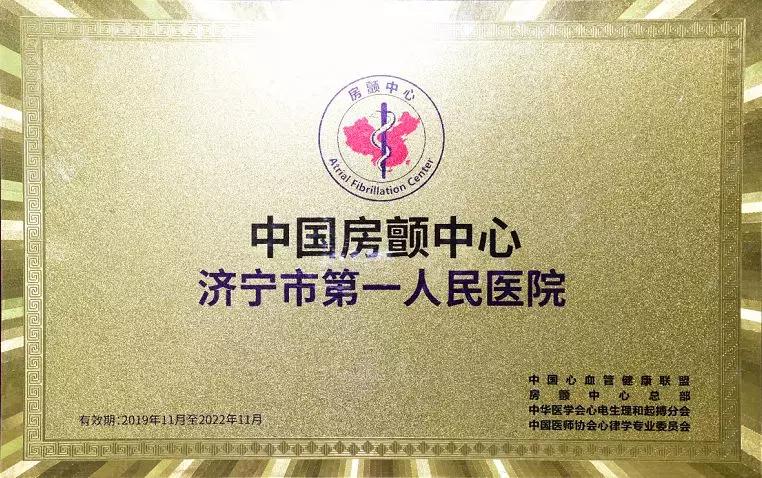 房颤中心
Atrial Fibrillation Center
中国房颤中心
济宁市第一人民医院
有效期:2019年11月至2022年11月
中国心血管健康联盟
房颤中心总部
中华医学会心电生理和起搏分会
中国医师协会心律学专业委员会